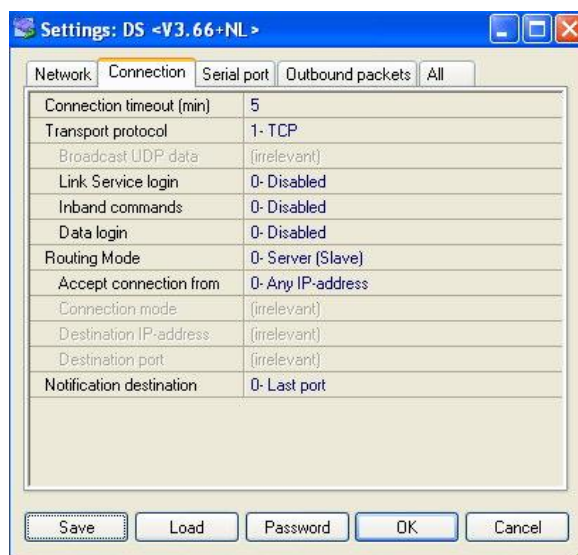 Settings: DS <V3.66+NL>
Network Connection Serial port Outbound packets All
Connection timeout (min) 5
Transport protocol 1- TCP
Broadcast UDP data (irrelevant)
Link Service login 0- Disabled
Inband commands 0- Disabled
Data login 0- Disabled
Routing Mode 0- Server (Slave)
Accept connection from 0- Any IP-address
Connection mode (irrelevant)
Destination IP-address (irrelevant)
Destination port (irrelevant)
Notification destination 0- Last port
Save Load Password OK Cancel